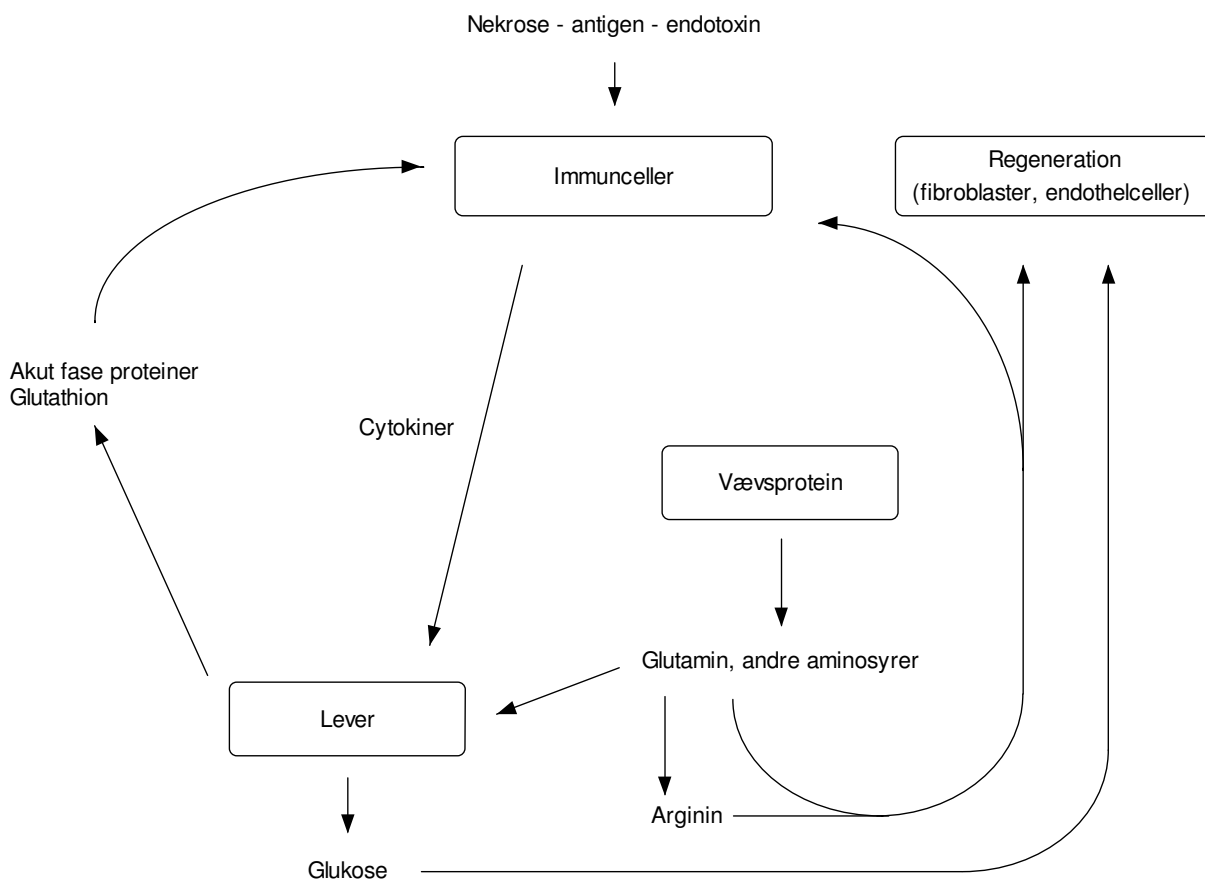 Nekrose - antigen - endotoxin
Immunceller
Regeneration
(fibroblaster, endothelceller)
Akut fase proteiner
Glutathion
Cytokiner
Vævsprotein
Glutamin, andre aminosyrer
Lever
Arginin
Glukose